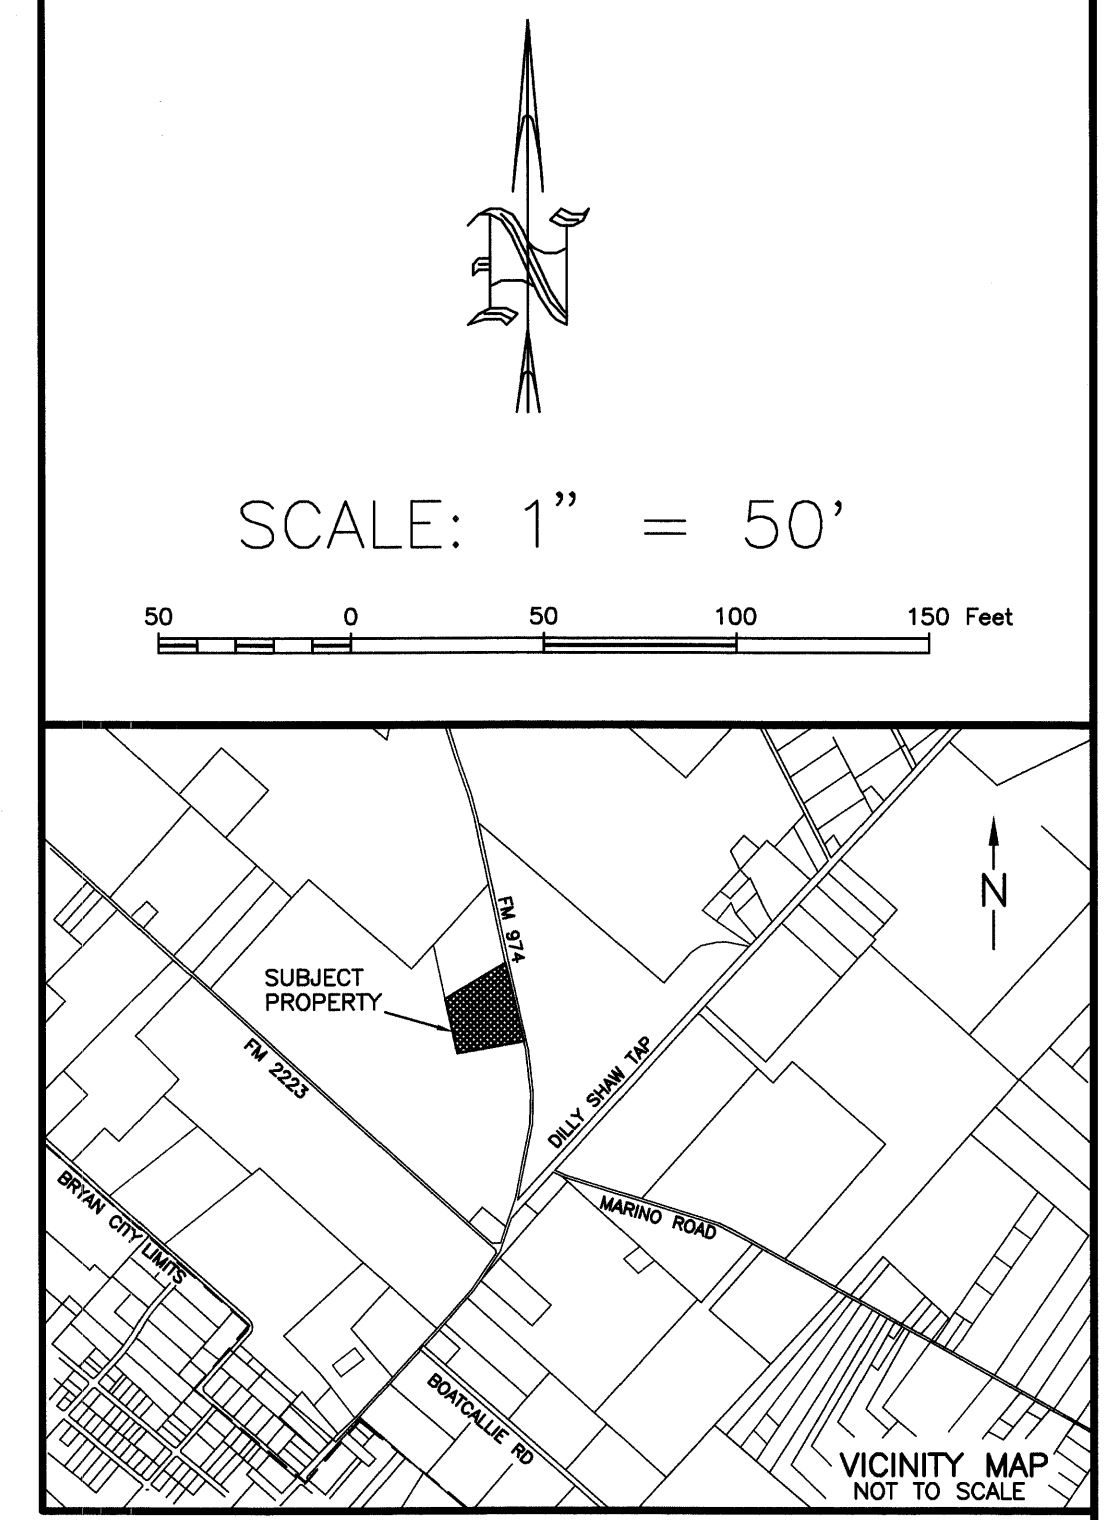 N
SCALE: 1” = 50’
50 0 50 100 150 Feet
FM 974
N
SUBJECT
PROPERTY
FM 2223
DILLY SHAW TAP
BRYAN CITY LIMITS
MARINO ROAD
BOATCALLIE RD
VICINITY MAP
NOT TO SCALE